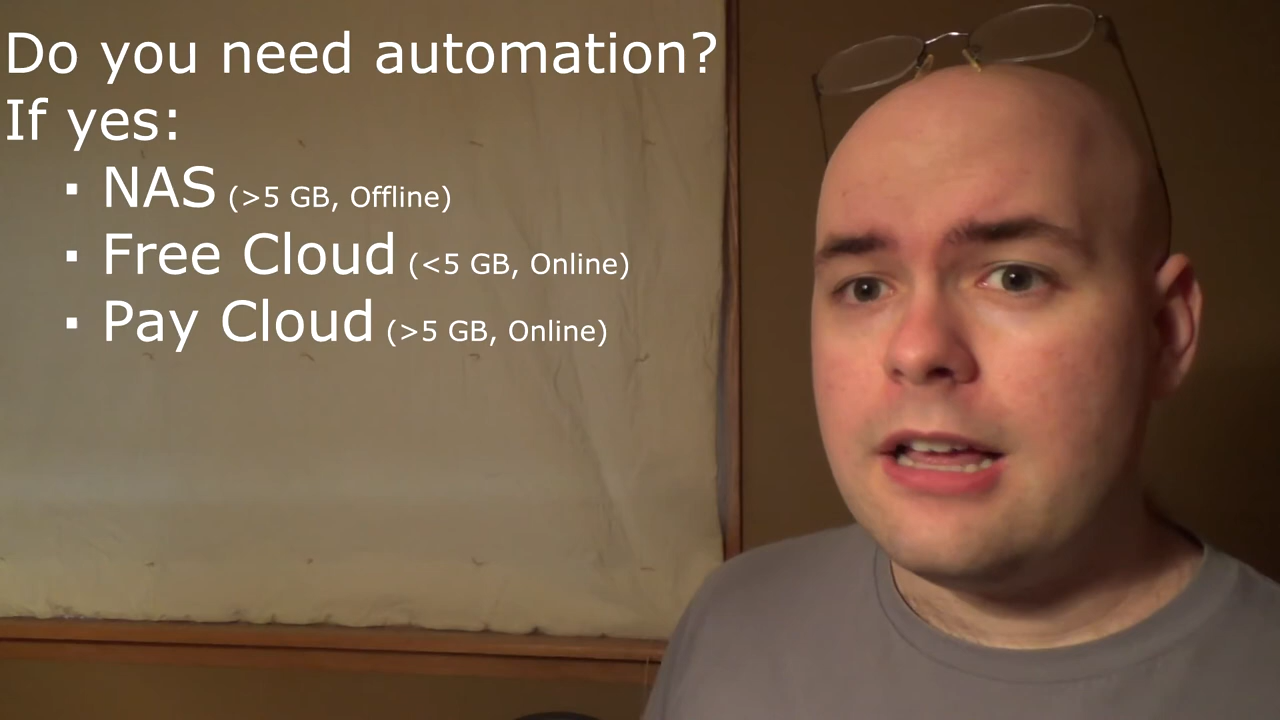 Do you need automation?
If yes:
▪ NAS (>5 GB, Offline)
▪ Free Cloud (<5 GB, Online)
▪ Pay Cloud (>5 GB, Online)